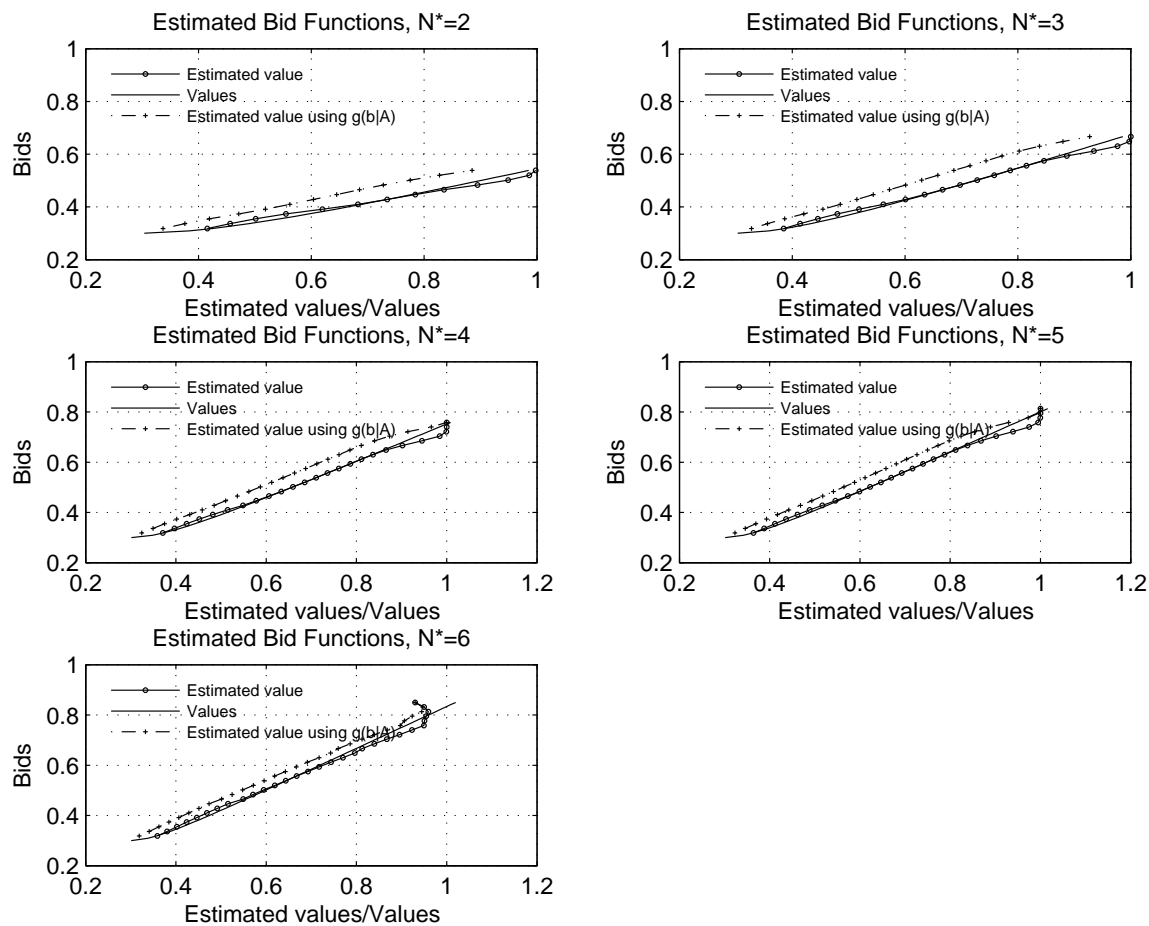 Estimated Bid Functions, N*=2
1
0.8
0.6
0.4
0.2
Bids
Estimated value
Values
Estimated value using g(b|A)
0.2
0.4
0.6
0.8
1
Estimated values/Values
Estimated Bid Functions, N*=3
1
0.8
0.6
0.4
0.2
Bids
Estimated value
Values
Estimated value using g(b|A)
0.2
0.4
0.6
0.8
1
Estimated values/Values
Estimated Bid Functions, N*=4
1
0.8
0.6
0.4
0.2
Bids
Estimated value
Values
Estimated value using g(b|A)
0.2
0.4
0.6
0.8
1
1.2
Estimated values/Values
Estimated Bid Functions, N*=5
1
0.8
0.6
0.4
0.2
Bids
Estimated value
Values
Estimated value using g(b|A)
0.2
0.4
0.6
0.8
1
1.2
Estimated values/Values
Estimated Bid Functions, N*=6
1
0.8
0.6
0.4
0.2
Bids
Estimated value
Values
Estimated value using g(b|A)
0.2
0.4
0.6
0.8
1
1.2
Estimated values/Values